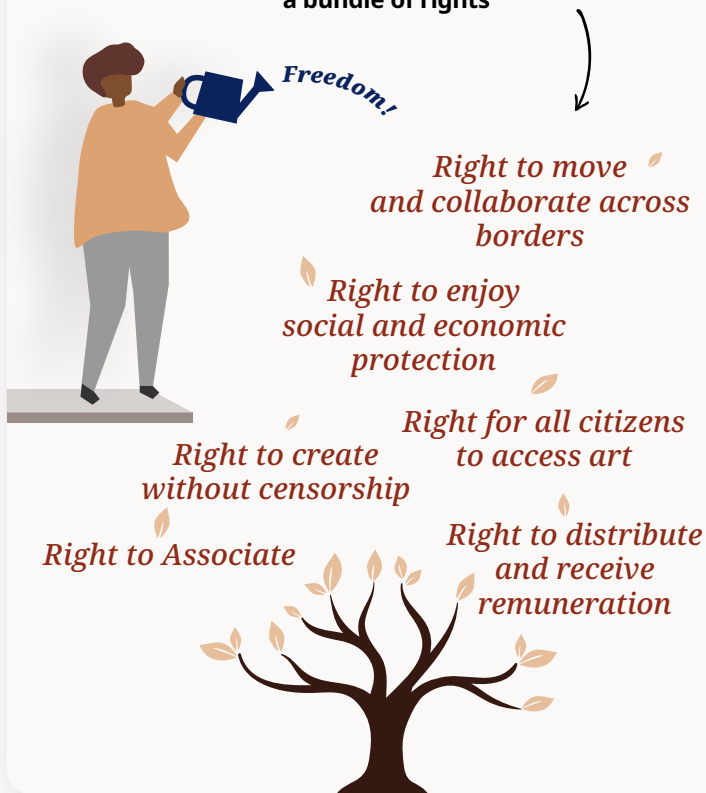 a bundle of rights
Freedom!
Right to move
and collaborate across
borders
Right to enjoy
social and economic
protection
Right for all citizens
to access art
Right to create
without censorship
Right to distribute
and receive
remuneration
Right to Associate